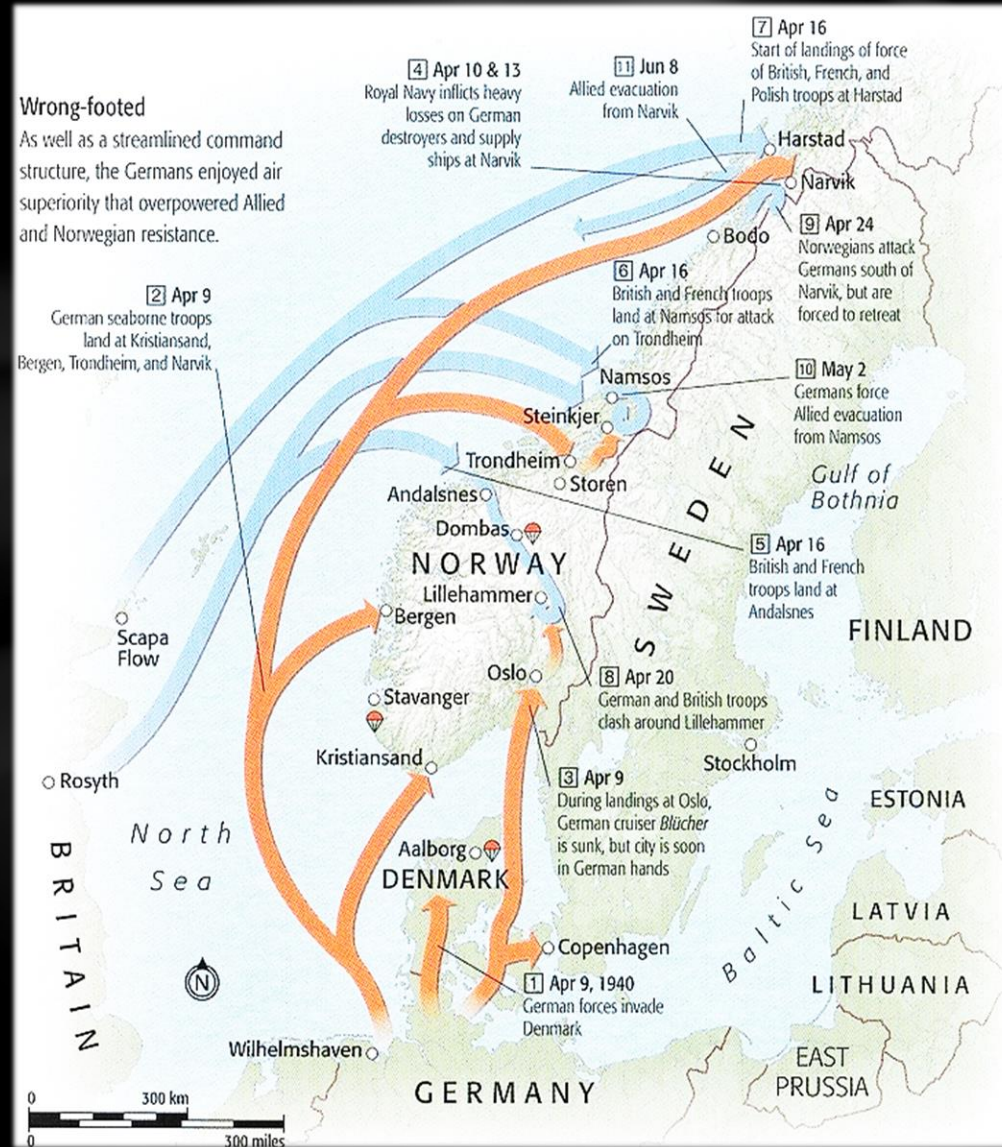 Wrong-footed
As well as a streamlined command
structure, the Germans enjoyed air
superiority that overpowered Allied
and Norwegian resistance.
4 Apr 10 & 13
Royal Navy inflicts heavy
losses on German
destroyers and supply
ships at Narvik
11 Jun 8
Allied evacuation
from Narvik
7 Apr 16
Start of landings of force
of British, French, and
Polish troops at Harstad
Harstad
Narvik
Bodo
9 Apr 24
Norwegians attack
Germans south of
Narvik, but are
forced to retreat
2 Apr 9
German seaborne troops
land at Kristiansand,
Bergen, Trondheim, and Narvik
6 Apr 16
British and French troops
land at Namsos for attack
on Trondheim
Namsos
10 May 2
Germans force
Allied evacuation
from Namsos
Steinkjer
Trondheim
Storen
Andalsnes
Dombas
NORWAY
Lillehammer
Bergen
SWEDEN
Gulf of
Bothnia
5 Apr 16
British and French
troops land at
Andalsnes
FINLAND
Scapa
Flow
Oslo
8 Apr 20
German and British troops
clash around Lillehammer
Stavanger
Kristiansand
Stockholm
Rosyth
3 Apr 9
During landings at Oslo,
German cruiser Blücher
is sunk, but city is soon
in German hands
ESTONIA
North
Sea
BRITAIN
Aalborg
DENMARK
Baltic Sea
LATVIA
Copenhagen
LITHUANIA
N
1 Apr 9, 1940
German forces invade
Denmark
Wilhelmshaven
EAST
PRUSSIA
GERMANY
0 300 km
0 300 miles